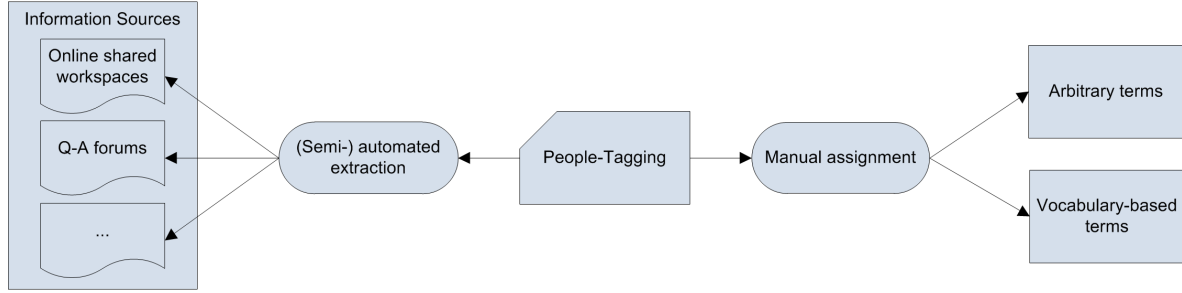 Information Sources
Online shared
workspaces
Q-A forums
...
(Semi-) automated
extraction
People-Tagging
Manual assignment
Arbitrary terms
Vocabulary-based
terms